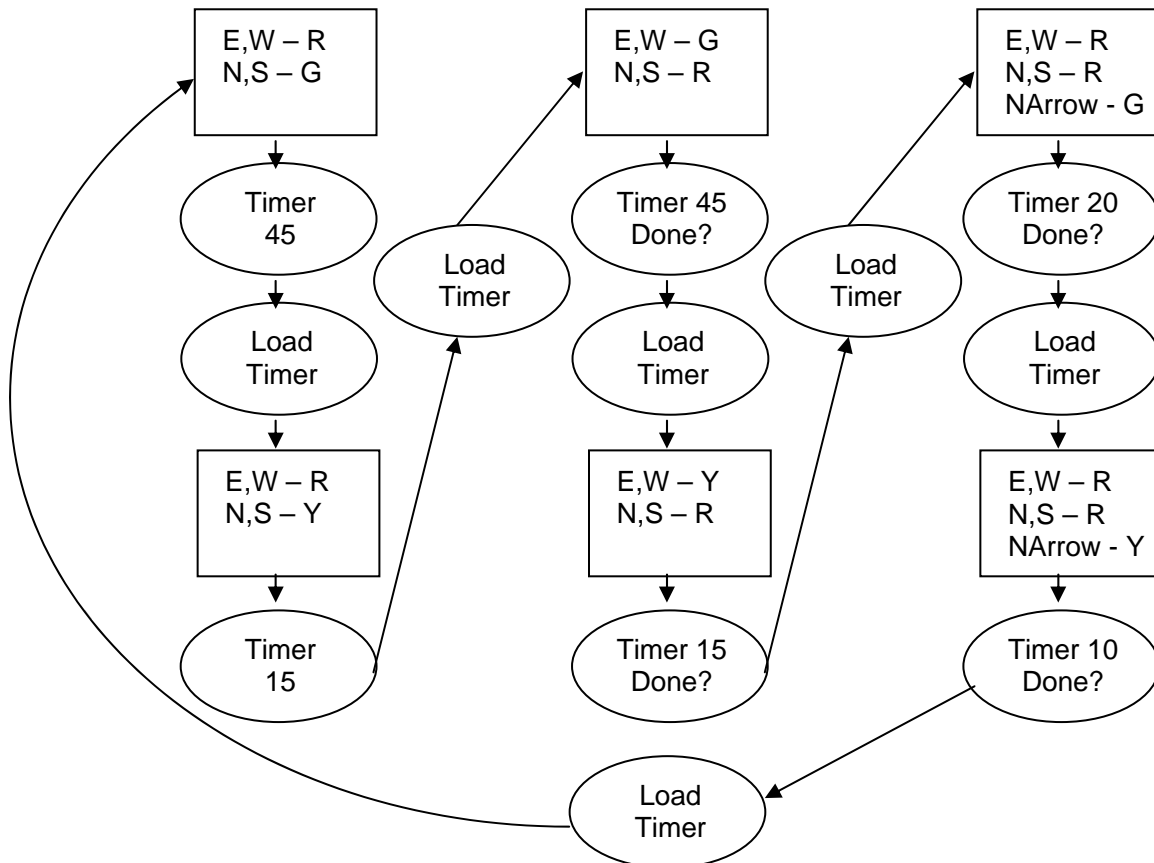 E,W – R
N,S – G
Timer
45
Load
Timer
E,W – R
N,S – Y
Timer
15
Load
Timer
E,W – G
N,S – R
Timer 45
Done?
Load
Timer
E,W – Y
N,S – R
Timer 15
Done?
Load
Timer
E,W – R
N,S – R
NArrow - G
Timer 20
Done?
Load
Timer
E,W – R
N,S – R
NArrow - Y
Timer 10
Done?
Load
Timer